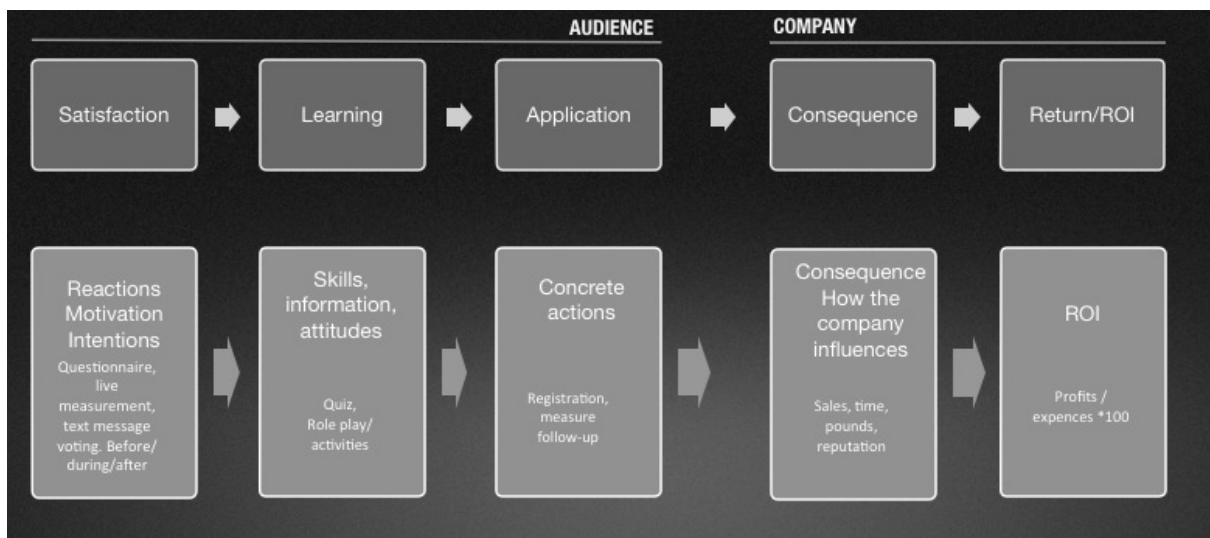 AUDIENCE
COMPANY
Satisfaction
Learning
Application
Consequence
Return/ROI
Reactions
Motivation
Intentions
Questionnaire,
live
measurement,
text message
voting. Before/
during/after
Skills,
information,
attitudes
Quiz,
Role play/
activities
Concrete
actions
Registration,
measure
follow-up
Consequence
How the
company
influences
Sales, time,
pounds,
reputation
ROI
Profits /
expences *100